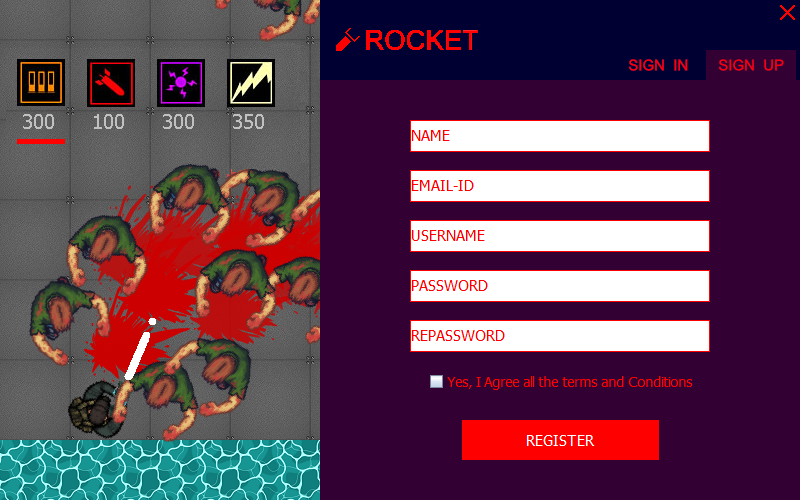 ROCKET
SIGN IN SIGN UP
300 100 300 350
NAME
EMAIL-ID
USERNAME
PASSWORD
REPASSWORD
Yes, I Agree all the terms and Conditions
REGISTER